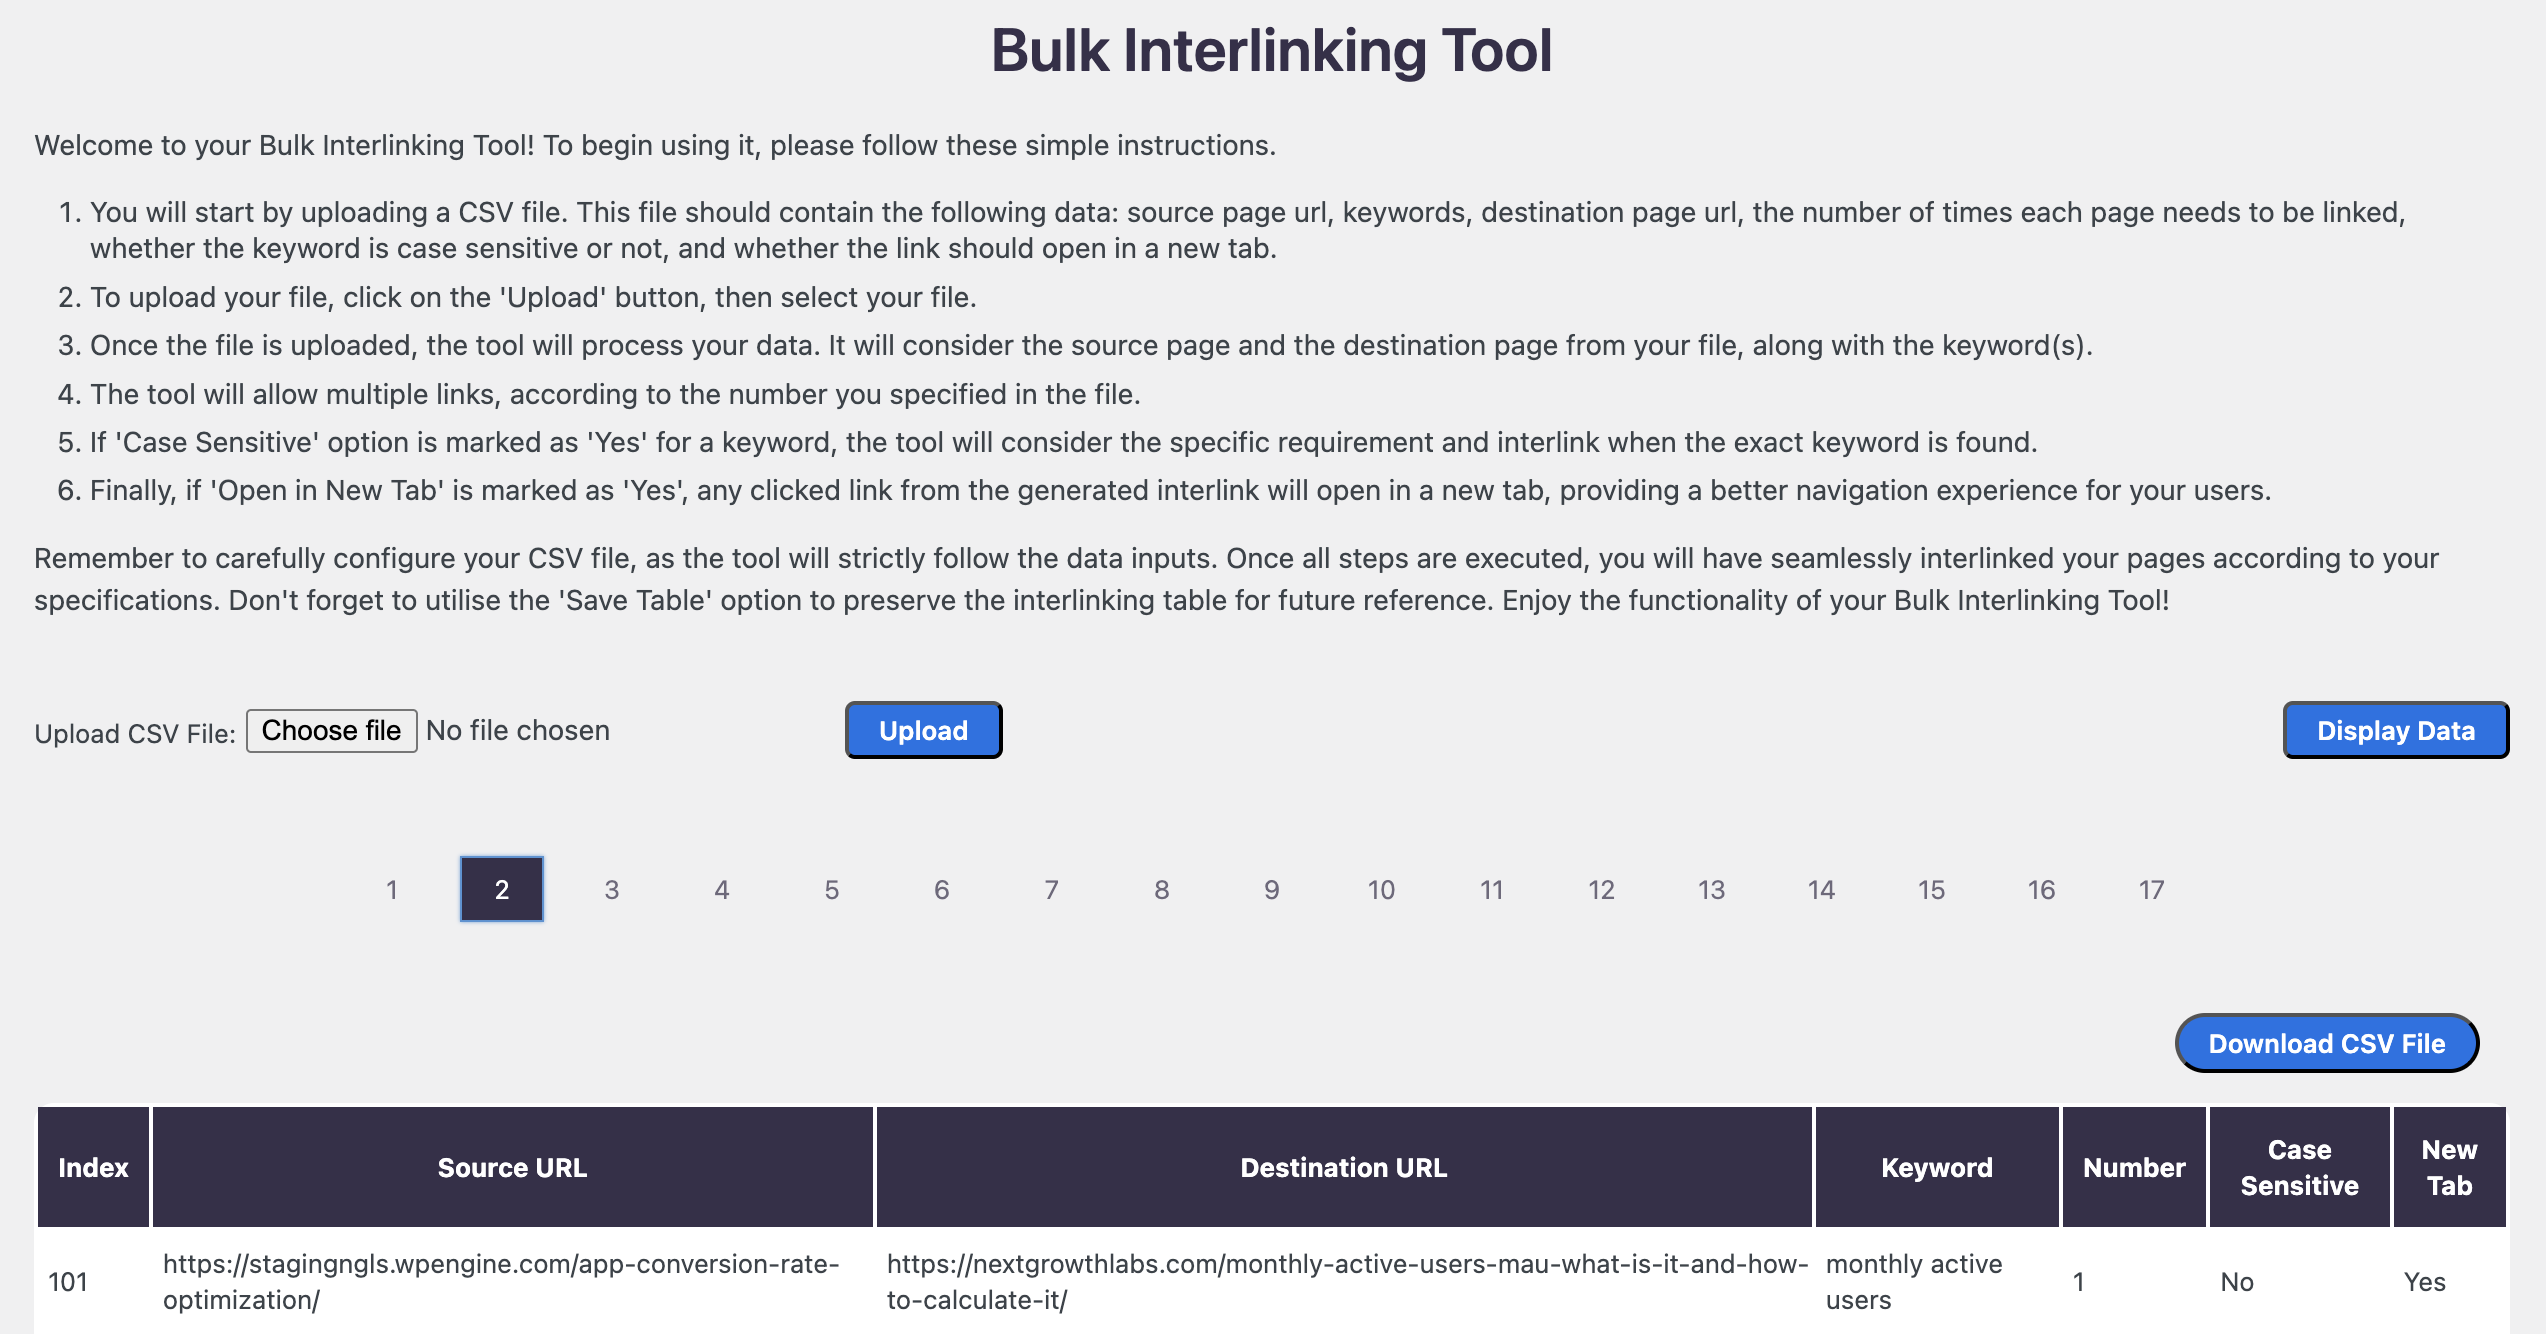 Bulk Interlinking Tool
Welcome to your Bulk Interlinking Tool! To begin using it, please follow these simple instructions.
1. You will start by uploading a CSV file. This file should contain the following data: source page url, keywords, destination page url, the number of times each page needs to be linked,
whether the keyword is case sensitive or not, and whether the link should open in a new tab.
2. To upload your file, click on the 'Upload' button, then select your file.
3. Once the file is uploaded, the tool will process your data. It will consider the source page and the destination page from your file, along with the keyword(s).
4. The tool will allow multiple links, according to the number you specified in the file.
5. If 'Case Sensitive' option is marked as 'Yes' for a keyword, the tool will consider the specific requirement and interlink when the exact keyword is found.
6. Finally, if 'Open in New Tab' is marked as 'Yes', any clicked link from the generated interlink will open in a new tab, providing a better navigation experience for your users.
Remember to carefully configure your CSV file, as the tool will strictly follow the data inputs. Once all steps are executed, you will have seamlessly interlinked your pages according to your
specifications. Don't forget to utilise the 'Save Table' option to preserve the interlinking table for future reference. Enjoy the functionality of your Bulk Interlinking Tool!
Upload CSV File: Choose file No file chosen Upload Display Data
1 2 3 4 5 6 7 8 9 10 11 12 13 14 15 16 17
Download CSV File
Index Source URL Destination URL Keyword Number Case Sensitive New Tab
101 https://stagingngls.wpengine.com/app-conversion-rate-optimization/ https://nextgrowthlabs.com/monthly-active-users-mau-what-is-it-and-how-to-calculate-it/ monthly active users 1 No Yes